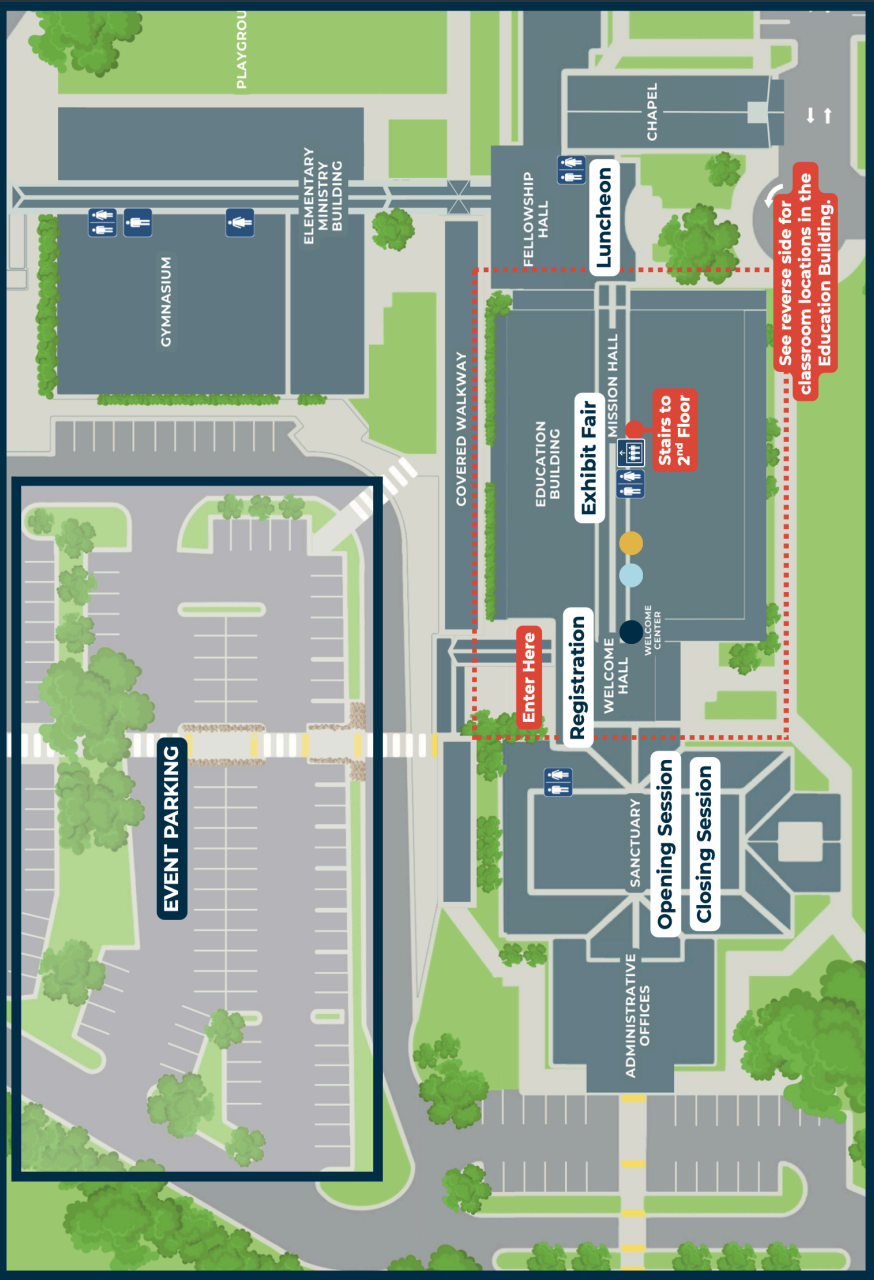 PLAYGROU
CHAPEL
ELEMENTARY
MINISTRY
BUILDING
FELLOWSHIP
HALL
Luncheon
See reverse side for
classroom locations in the
Education Building.
GYMNASIUM
COVERED WALKWAY
EDUCATION
BUILDING
Exhibit Fair
MISSION HALL
Stairs to
2nd Floor
Enter Here
Registration
WELCOME
HALL
WELCOME
CENTER
EVENT PARKING
SANCTUARY
Opening Session
Closing Session
ADMINISTRATIVE
OFFICES